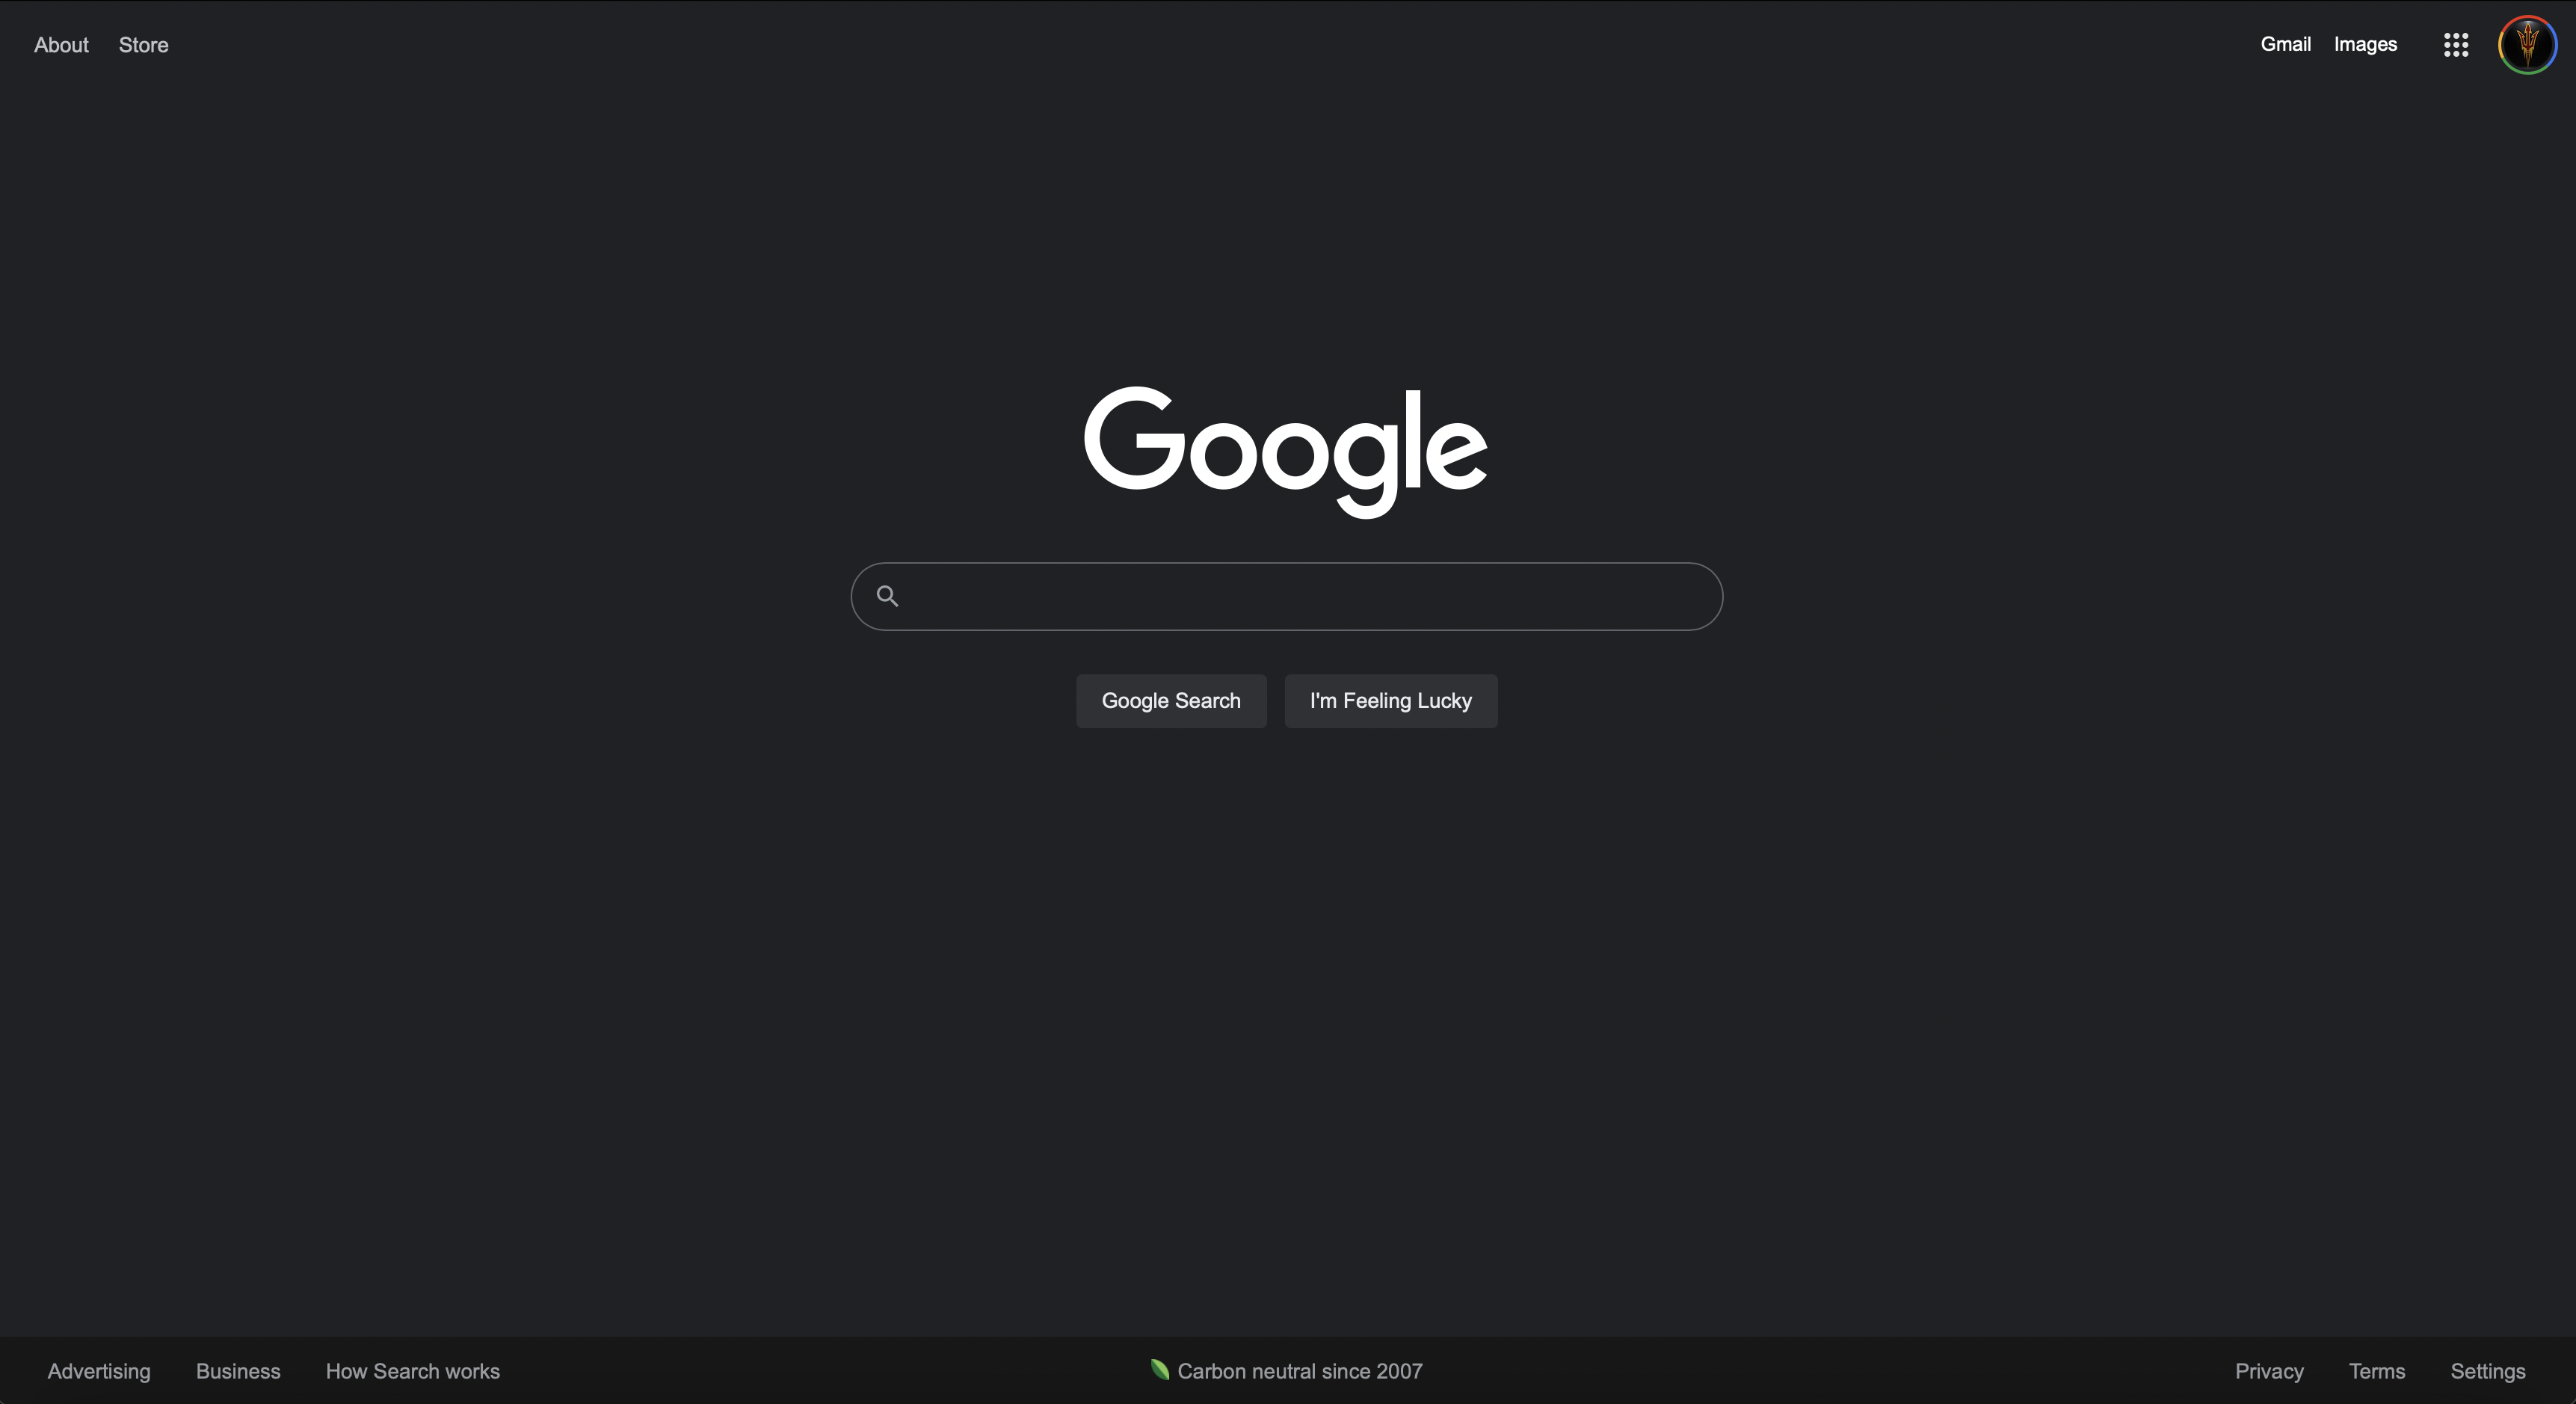 About Store Gmail Images
Google
Google Search I'm Feeling Lucky
Advertising Business How Search works Carbon neutral since 2007 Privacy Terms Settings